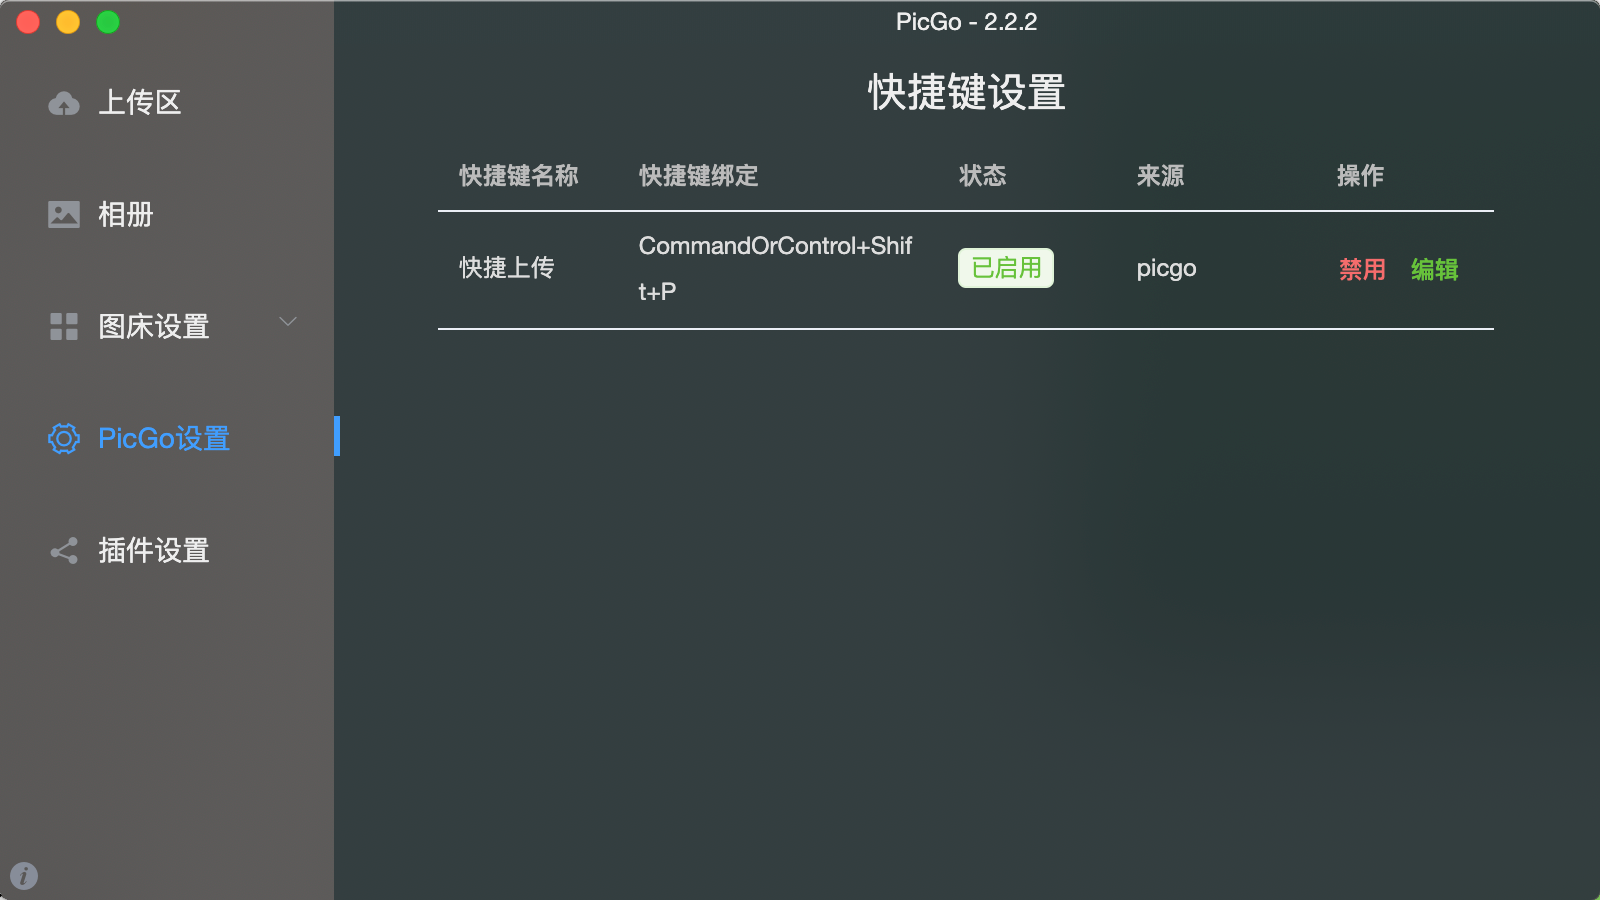 PicGo - 2.2.2
上传区
相册
图床设置
PicGo设置
插件设置
快捷键设置
快捷键名称 快捷键绑定 状态 来源 操作
快捷上传 CommandOrControl+Shif
t+P 已启用 picgo 禁用 编辑
i